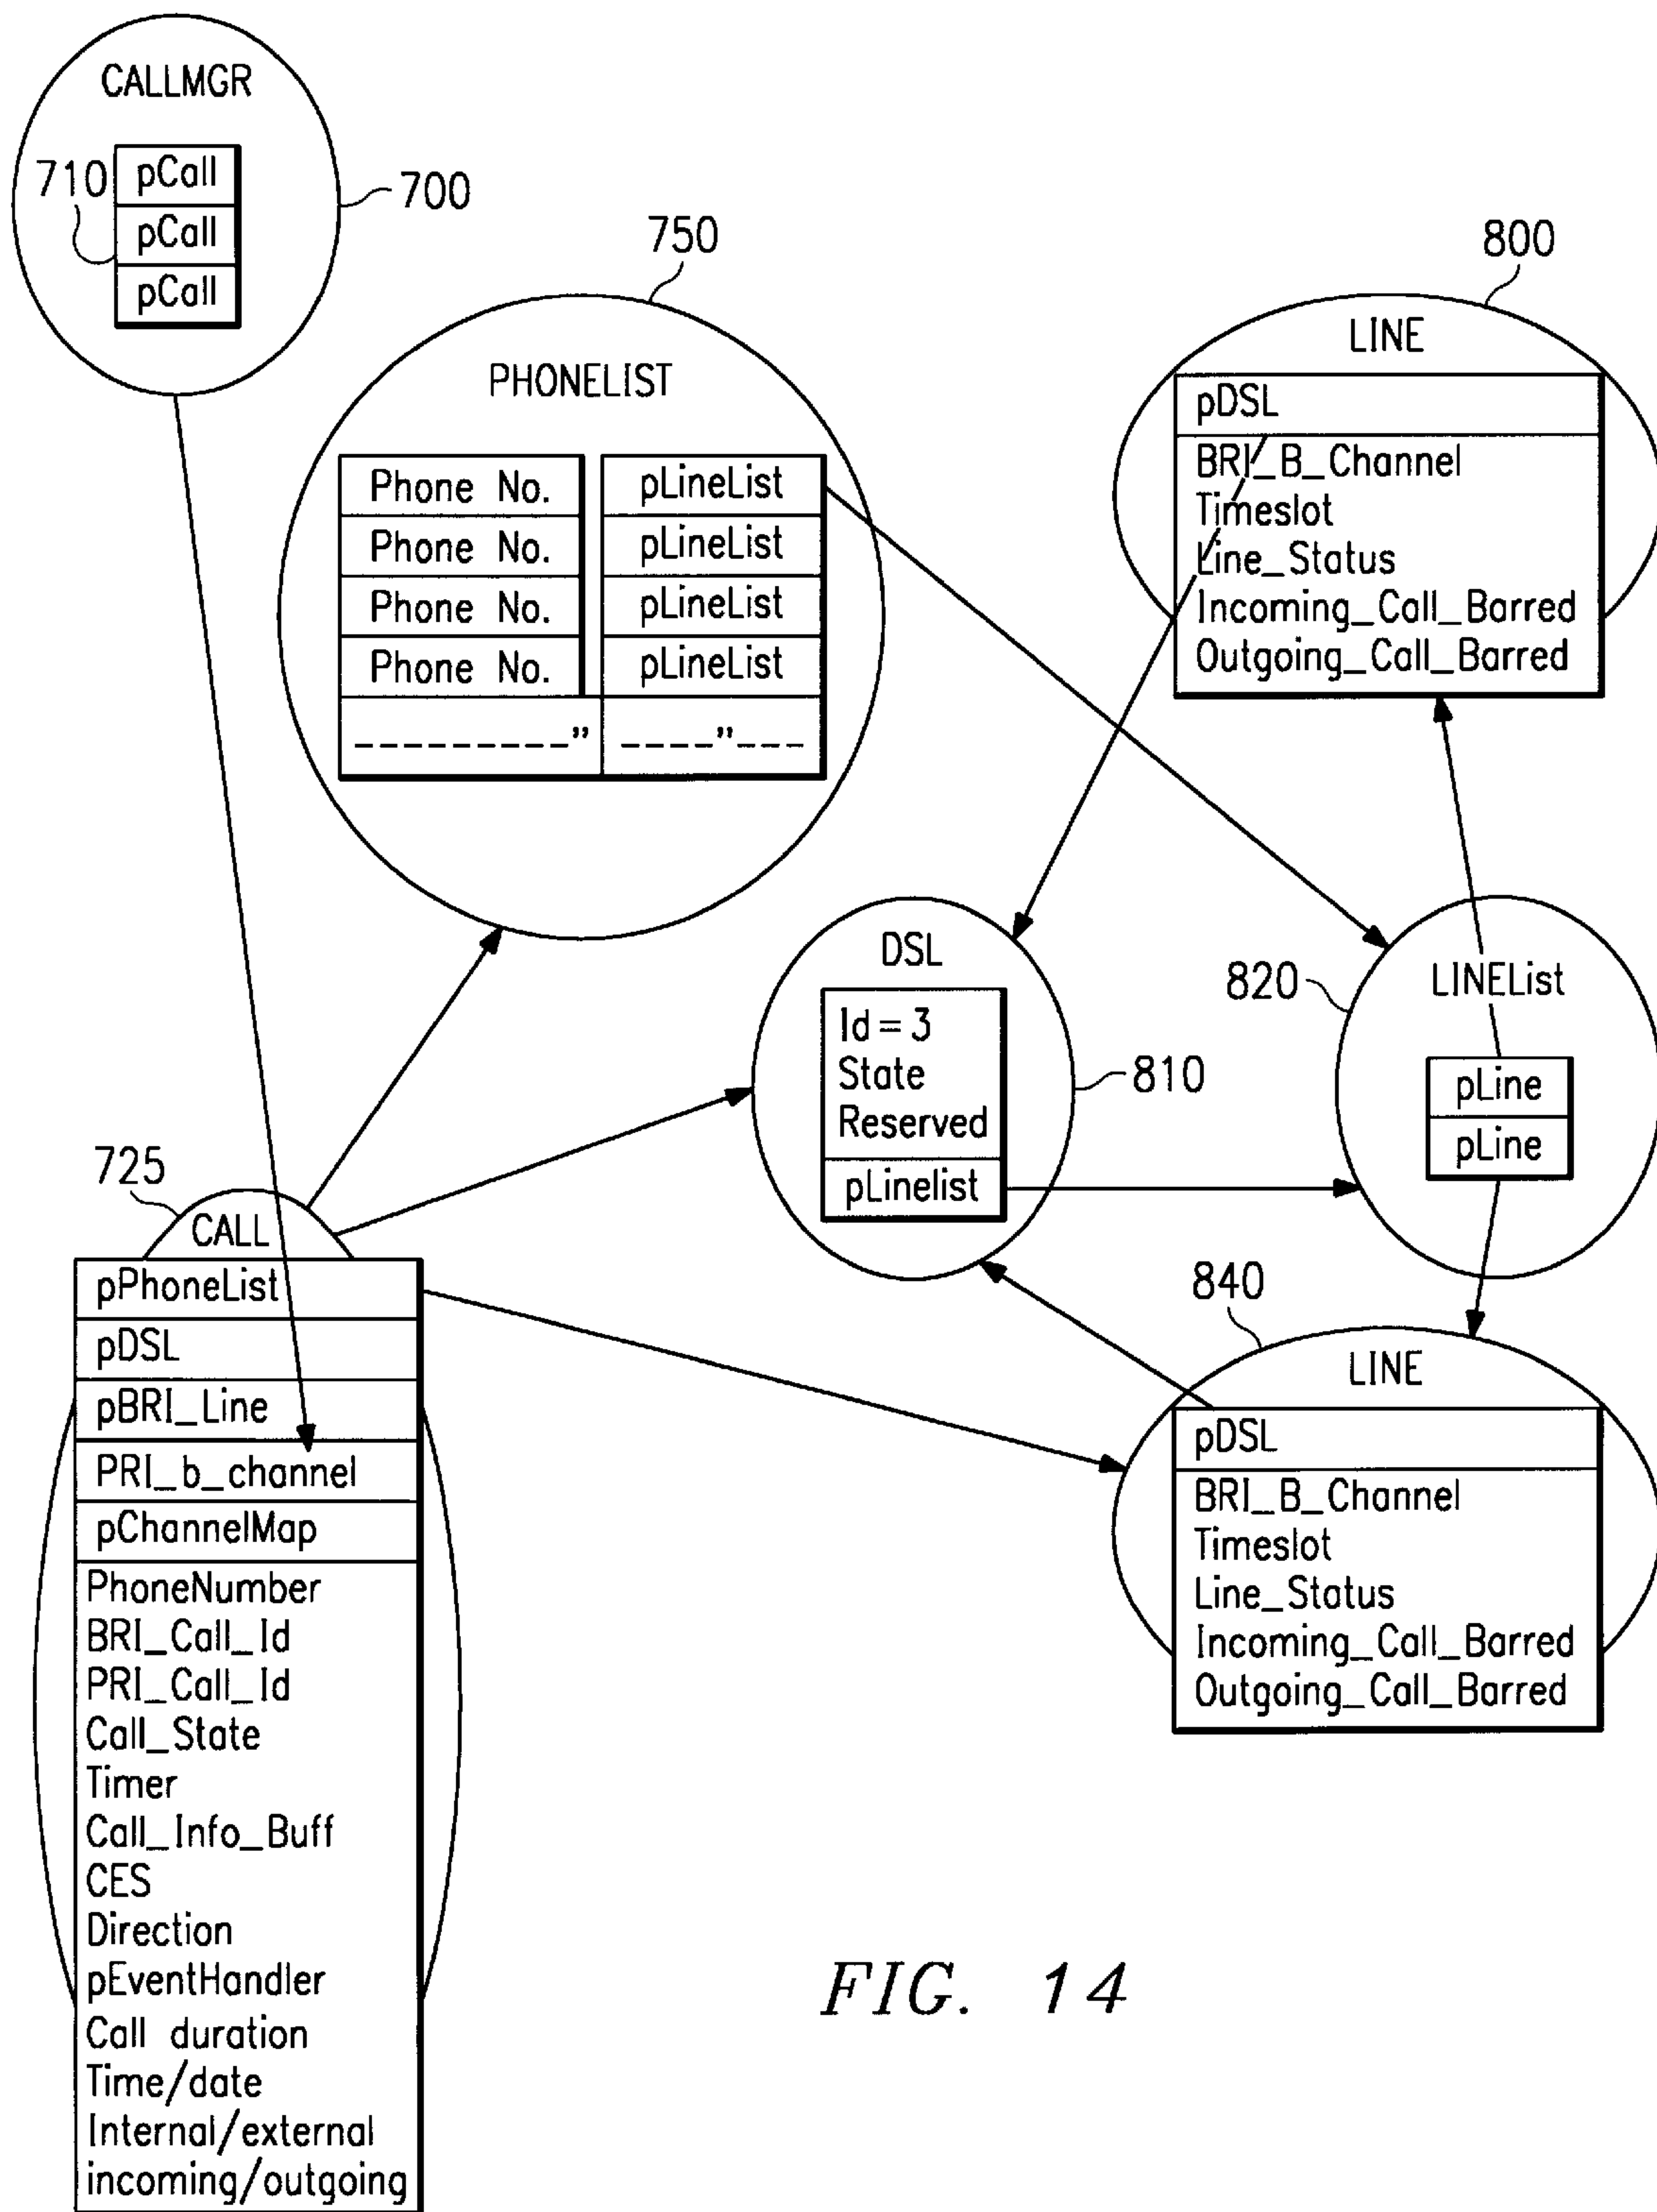 CALLMGR
710
pCall
pCall
pCall
700
750
PHONELIST
Phone No. pLineList
Phone No. pLineList
Phone No. pLineList
Phone No. pLineList
_________" ____"___
800
LINE
pDSL
BRI_B_Channel
Timeslot
Line_Status
Incoming_Call_Barred
Outgoing_Call_Barred
DSL
Id = 3
State
Reserved
pLinelist
810
820
LINEList
pLine
pLine
725
CALL
pPhoneList
pDSL
pBRI_Line
PRI_b_channel
pChannelMap
PhoneNumber
BRI_Call_Id
PRI_Call_Id
Call_State
Timer
Call_Info_Buff
CES
Direction
pEventHandler
Call duration
Time/date
Internal/external
incoming/outgoing
840
LINE
pDSL
BRI_B_Channel
Timeslot
Line_Status
Incoming_Call_Barred
Outgoing_Call_Barred
FIG. 14